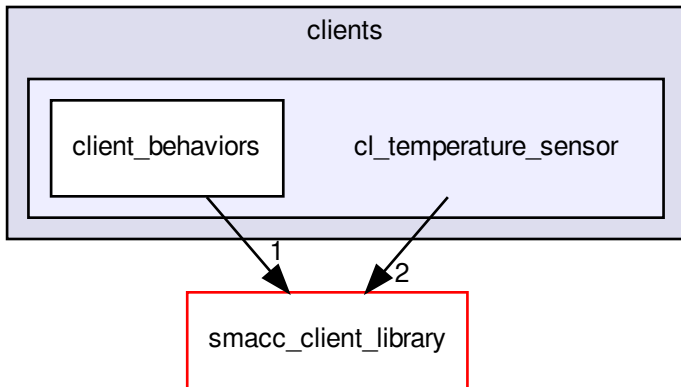 clients
client_behaviors
cl_temperature_sensor
1
2
smacc_client_library